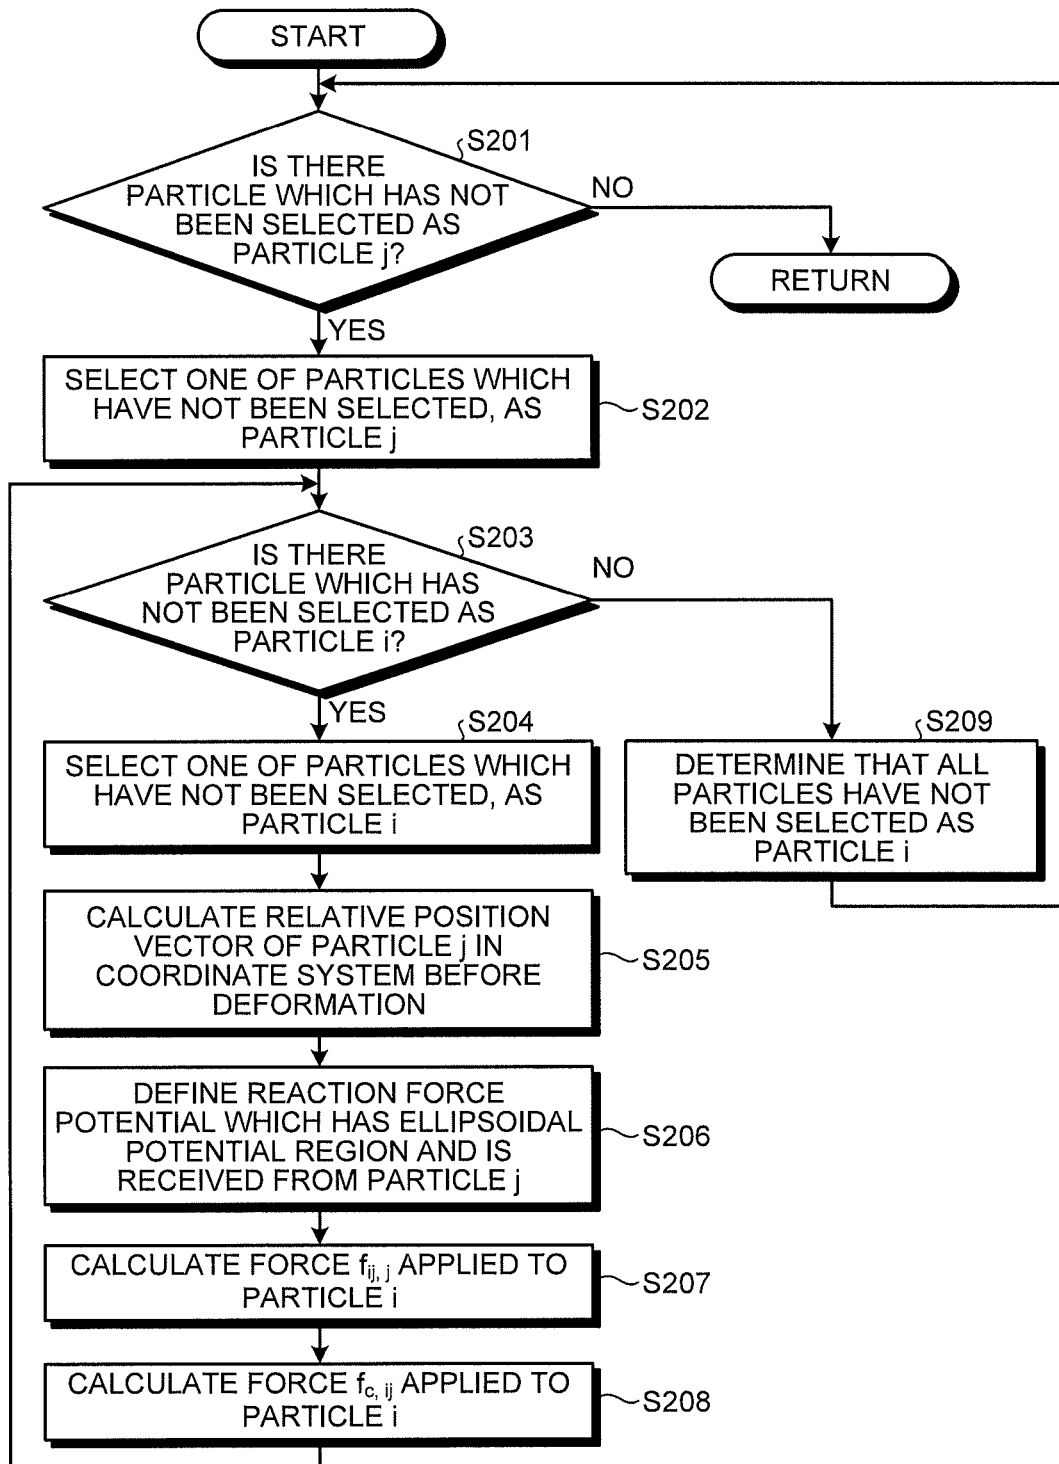 START
S201
IS THERE
PARTICLE WHICH HAS NOT
BEEN SELECTED AS
PARTICLE j?
NO
RETURN
YES
SELECT ONE OF PARTICLES WHICH
HAVE NOT BEEN SELECTED, AS
PARTICLE j
S202
S203
IS THERE
PARTICLE WHICH HAS
NOT BEEN SELECTED AS
PARTICLE i?
NO
YES
S204
SELECT ONE OF PARTICLES WHICH
HAVE NOT BEEN SELECTED, AS
PARTICLE i
S209
DETERMINE THAT ALL
PARTICLES HAVE NOT
BEEN SELECTED AS
PARTICLE i
CALCULATE RELATIVE POSITION
VECTOR OF PARTICLE j IN
COORDINATE SYSTEM BEFORE
DEFORMATION
S205
DEFINE REACTION FORCE
POTENTIAL WHICH HAS ELLIPSOIDAL
POTENTIAL REGION AND IS
RECEIVED FROM PARTICLE j
S206
CALCULATE FORCE fij, j APPLIED TO
PARTICLE i
S207
CALCULATE FORCE fc, ij APPLIED TO
PARTICLE i
S208